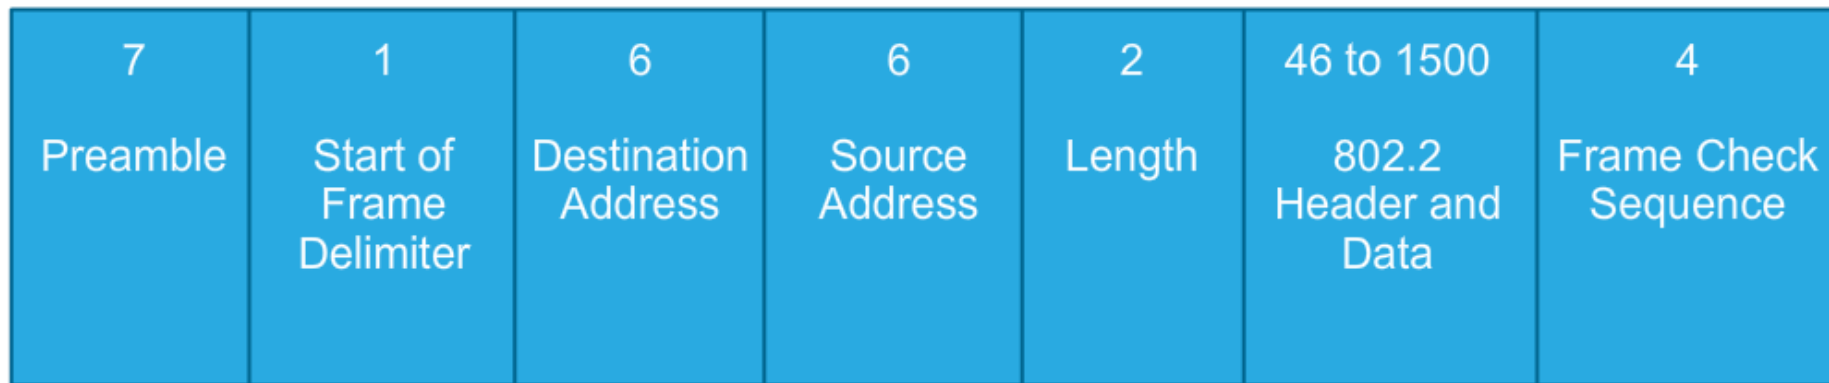 7
Preamble
1
Start of
Frame
Delimiter
6
Destination
Address
6
Source
Address
2
Length
46 to 1500
802.2
Header and
Data
4
Frame Check
Sequence